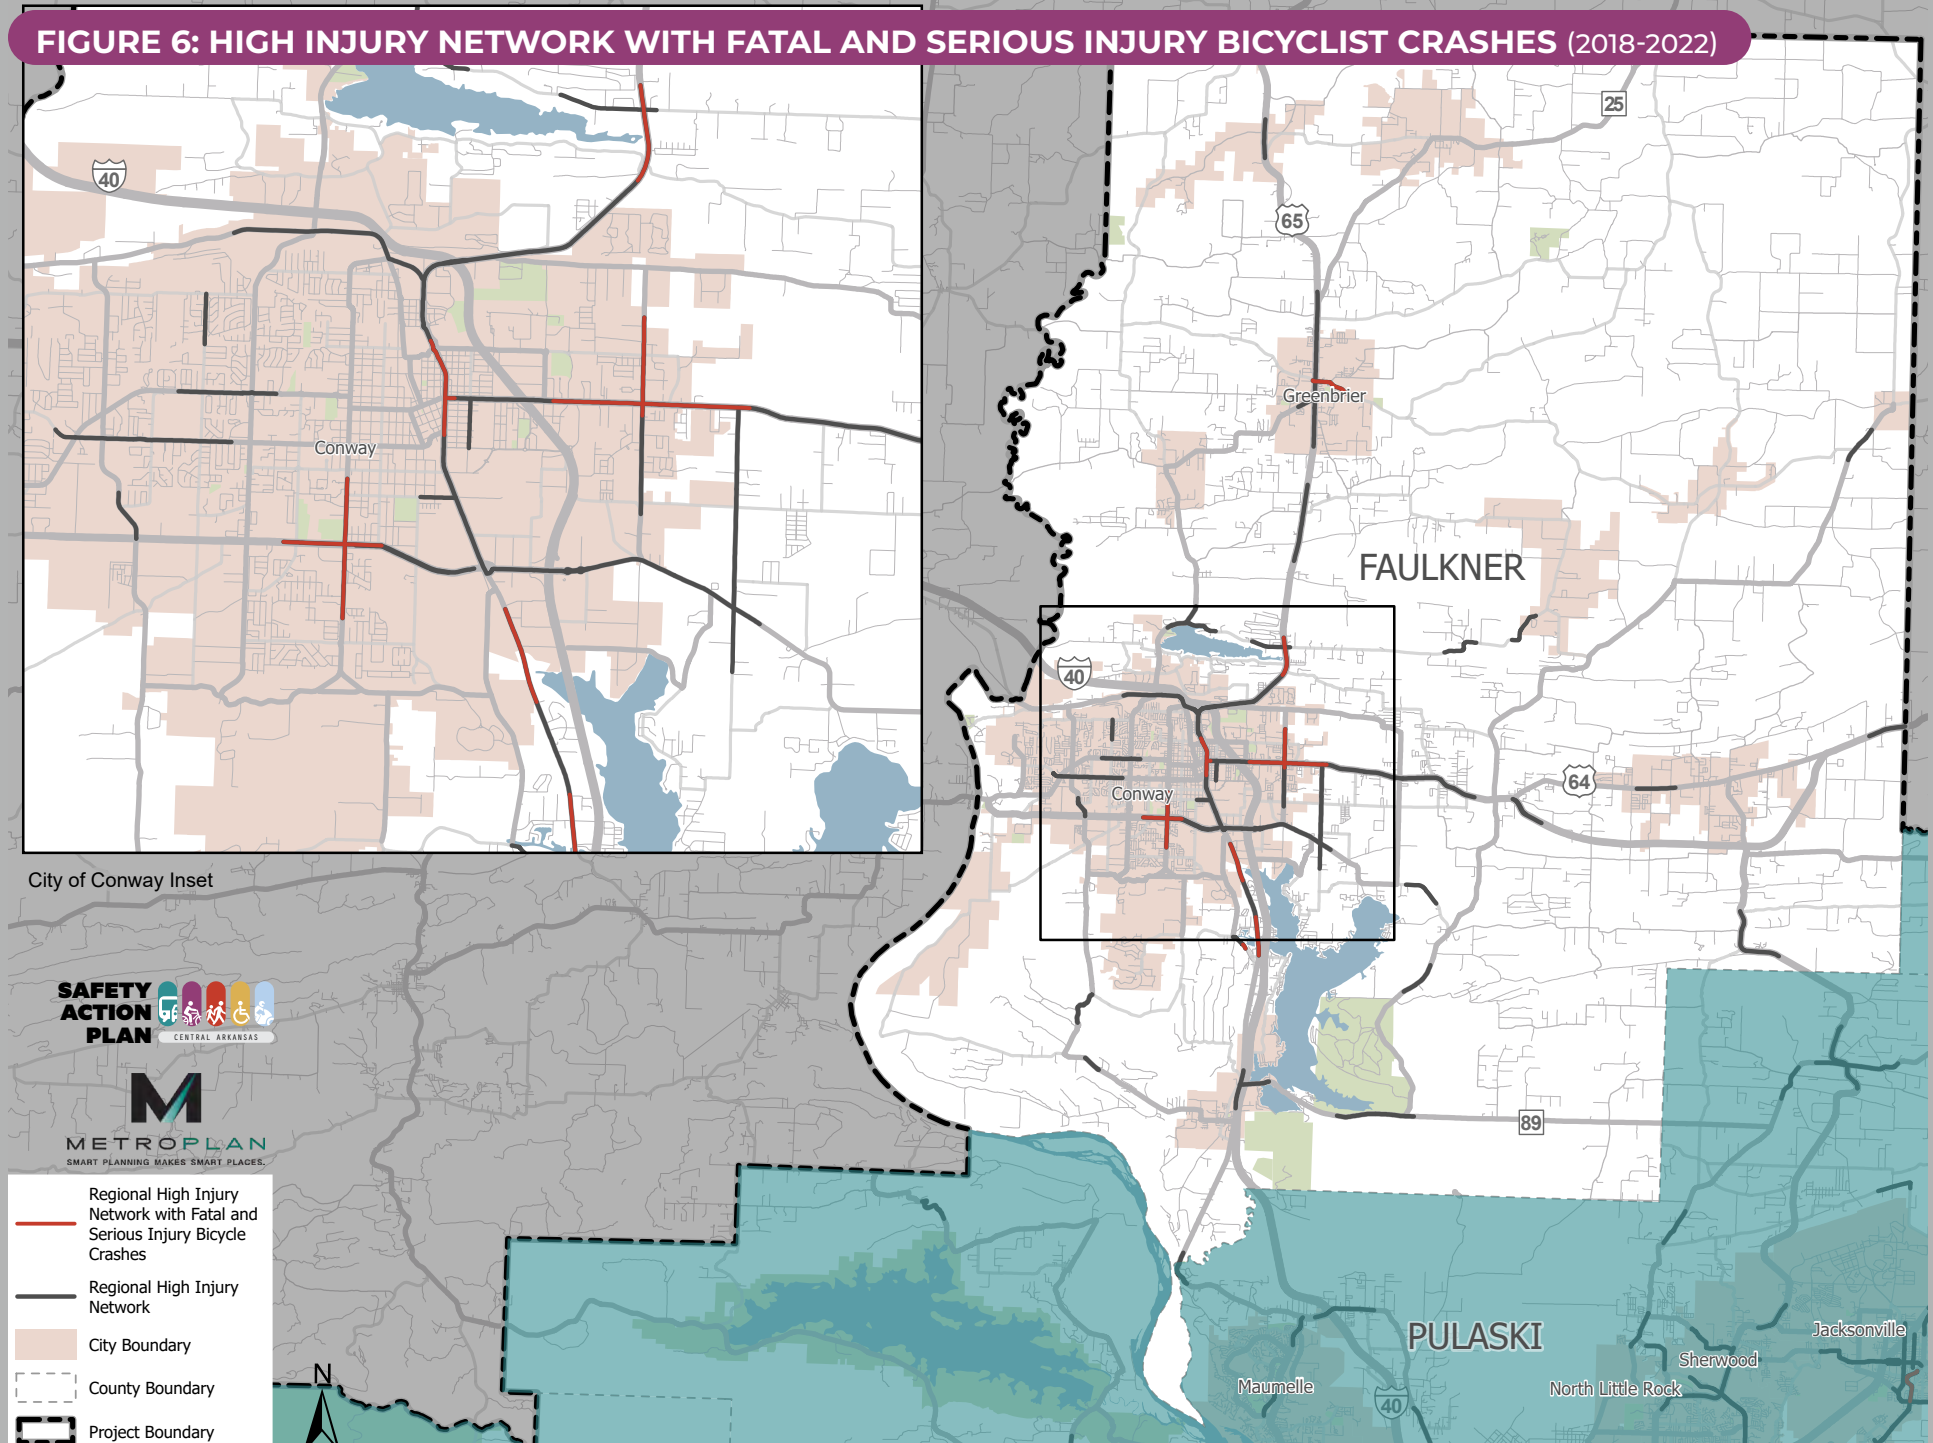 FIGURE 6: HIGH INJURY NETWORK WITH FATAL AND SERIOUS INJURY BICYCLIST CRASHES (2018-2022)
40
Conway
City of Conway Inset
25
65
Greenbrier
FAULKNER
40
Conway
64
89
PULASKI
Jacksonville
Sherwood
North Little Rock
Maumelle
40
SAFETY
ACTION
PLAN
CENTRAL ARKANSAS
METROPLAN
SMART PLANNING MAKES SMART PLACES.
Regional High Injury
Network with Fatal and
Serious Injury Bicycle
Crashes
Regional High Injury
Network
City Boundary
County Boundary
Project Boundary
N